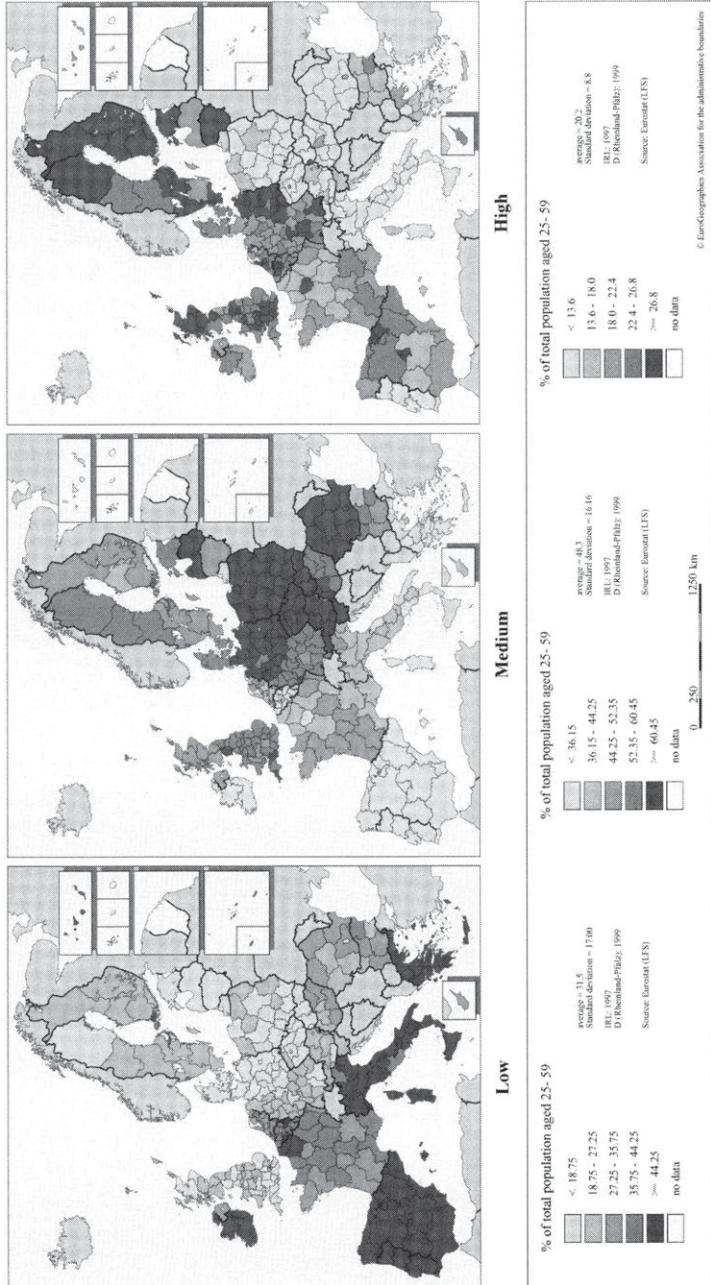 Low
Medium
High
% of total population aged 25- 59
< 18.75
18.75 - 27.25
27.25 - 35.75
35.75 - 44.25
>= 44.25
no data
average = 31.5
Standard deviation = 17.00
IRL: 1997
D (Rheinland-Pfalz): 1999
Source: Eurostat (LFS)
% of total population aged 25- 59
< 36.15
36.15 - 44.25
44.25 - 52.35
52.35 - 60.45
>= 60.45
no data
average = 48.3
Standard deviation = 16.16
IRL: 1997
D (Rheinland-Pfalz): 1999
Source: Eurostat (LFS)
0 250 1250 km
% of total population aged 25- 59
< 13.6
13.6 - 18.0
18.0 - 22.4
22.4 - 26.8
>= 26.8
no data
average = 20.2
Standard deviation = 8.8
IRL: 1997
D (Rheinland-Pfalz): 1999
Source: Eurostat (LFS)
© EuroGeographics Association for the administrative boundaries